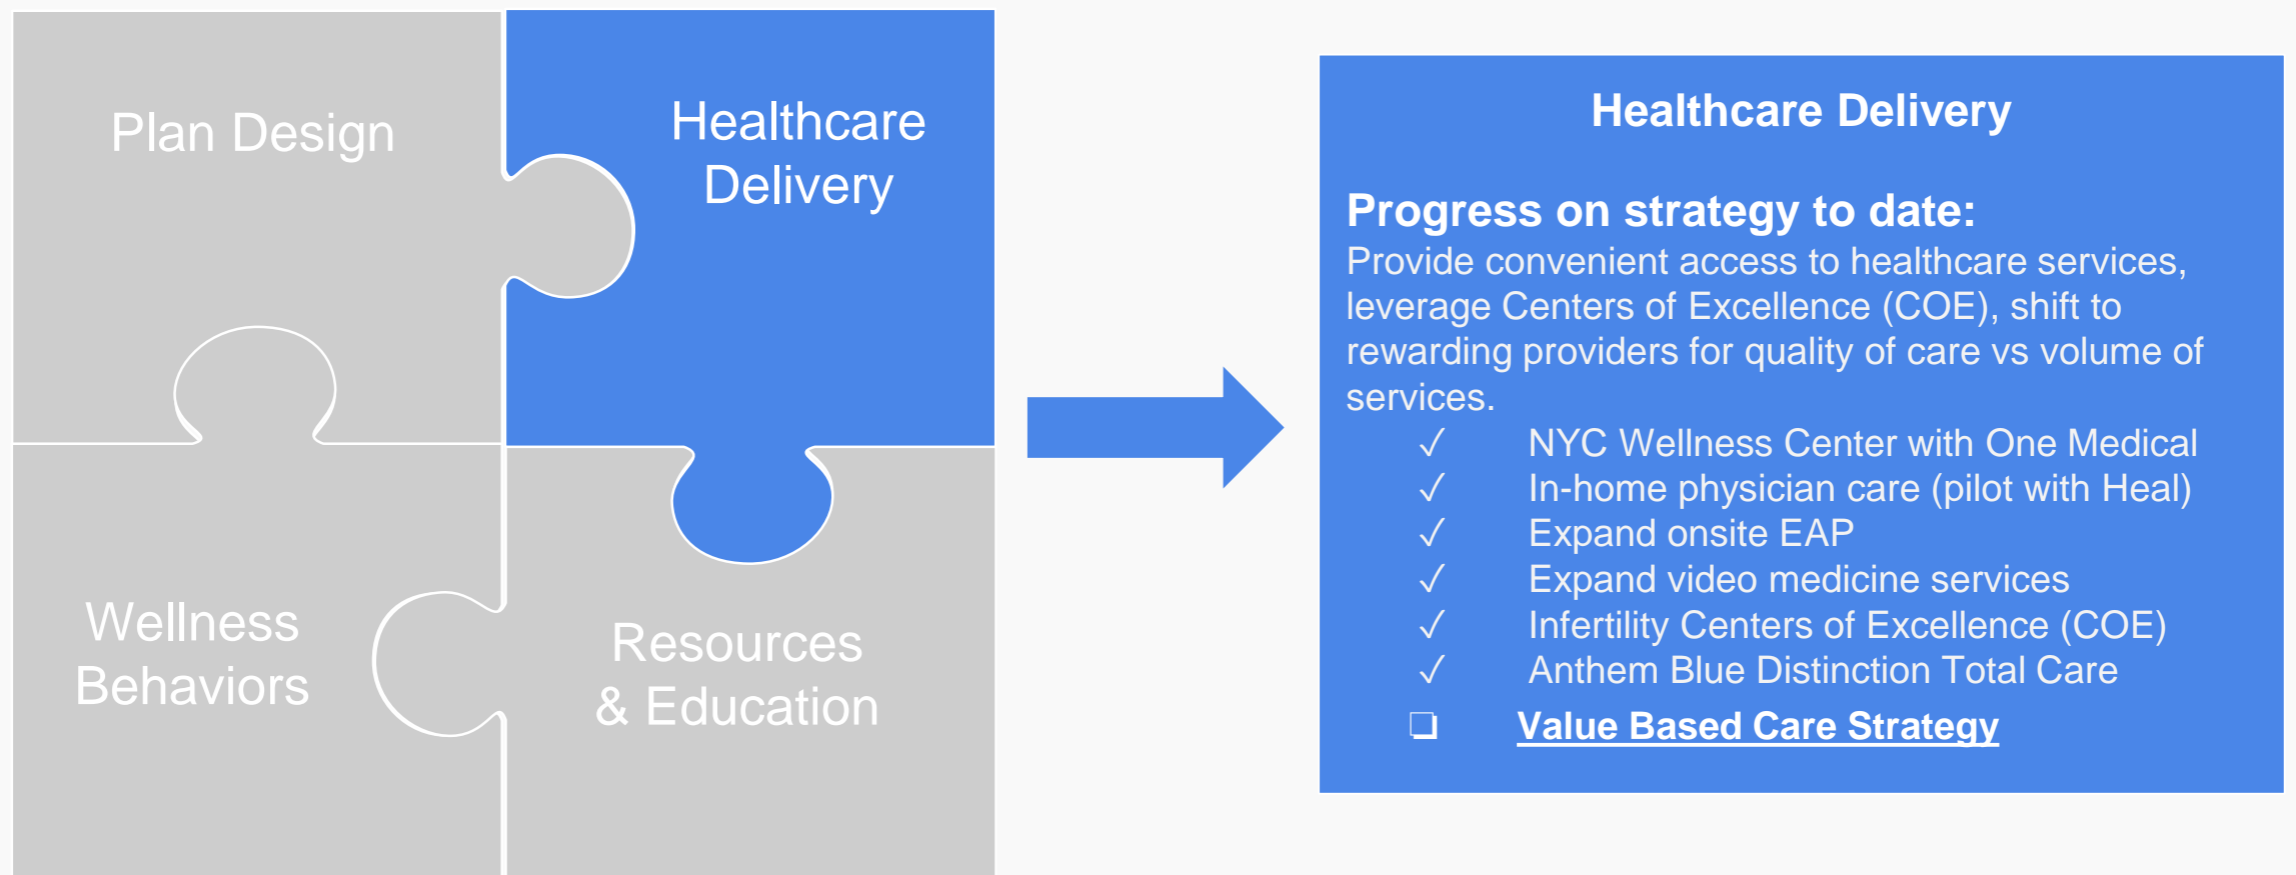 Plan Design
Healthcare
Delivery
Wellness
Behaviors
Resources
& Education
Healthcare Delivery
Progress on strategy to date:
Provide convenient access to healthcare services,
leverage Centers of Excellence (COE), shift to
rewarding providers for quality of care vs volume of
services.
✓ NYC Wellness Center with One Medical
✓ In-home physician care (pilot with Heal)
✓ Expand onsite EAP
✓ Expand video medicine services
✓ Infertility Centers of Excellence (COE)
✓ Anthem Blue Distinction Total Care
❏ Value Based Care Strategy